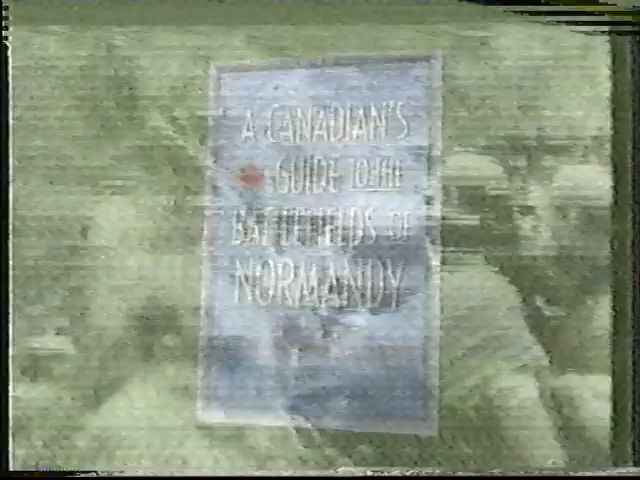 A CANADIAN'S
GUIDE TO THE
BATTLEFIELDS OF
NORMANDY